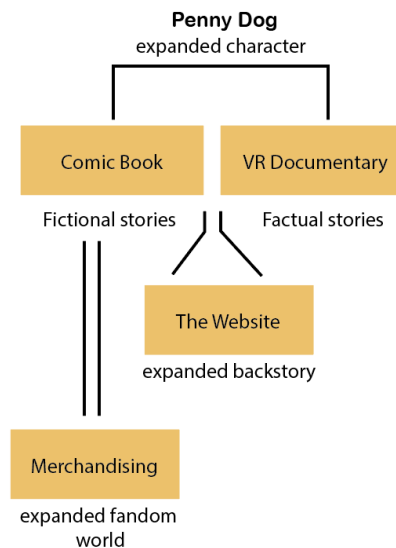 Penny Dog
expanded character
Comic Book
VR Documentary
Fictional stories
Factual stories
The Website
expanded backstory
Merchandising
expanded fandom
world